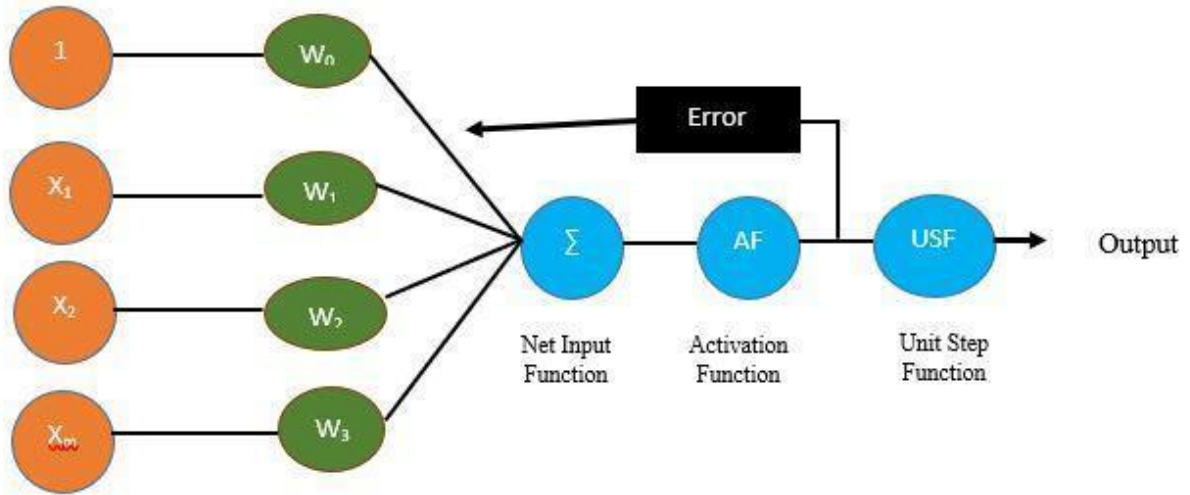 1
W₀
Error
X₁
W₁
∑
AF
USF
Output
X₂
W₂
Net Input
Function
Activation
Function
Unit Step
Function
Xₘ
W₃